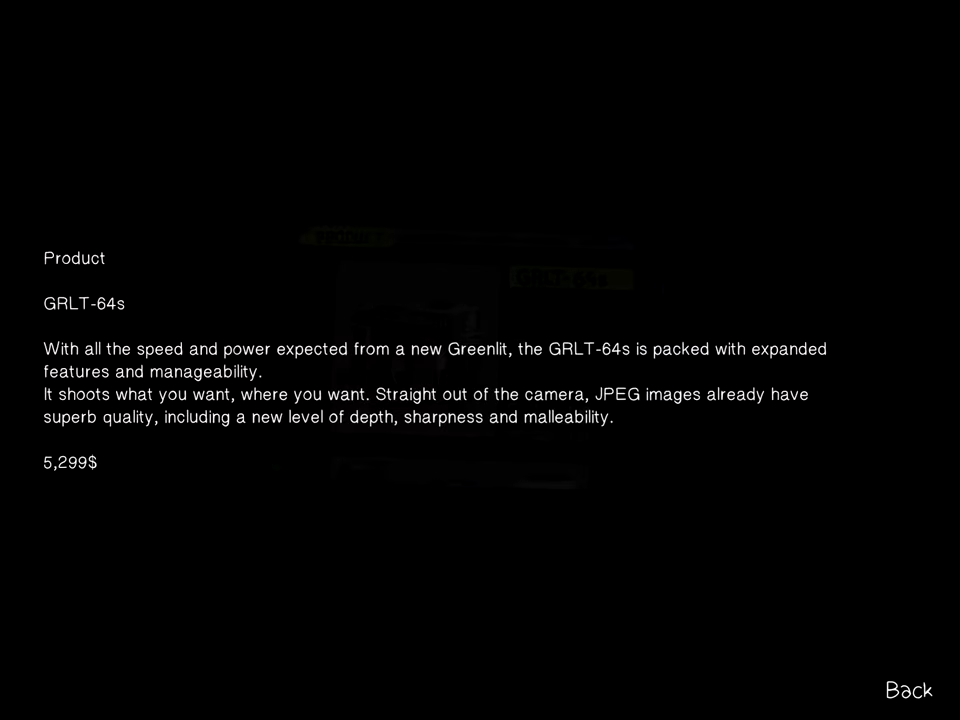 Product
GRLT-64s
With all the speed and power expected from a new Greenlit, the GRLT-64s is packed with expanded
features and manageability.
It shoots what you want, where you want. Straight out of the camera, JPEG images already have
superb quality, including a new level of depth, sharpness and malleability.
5,299$
Back